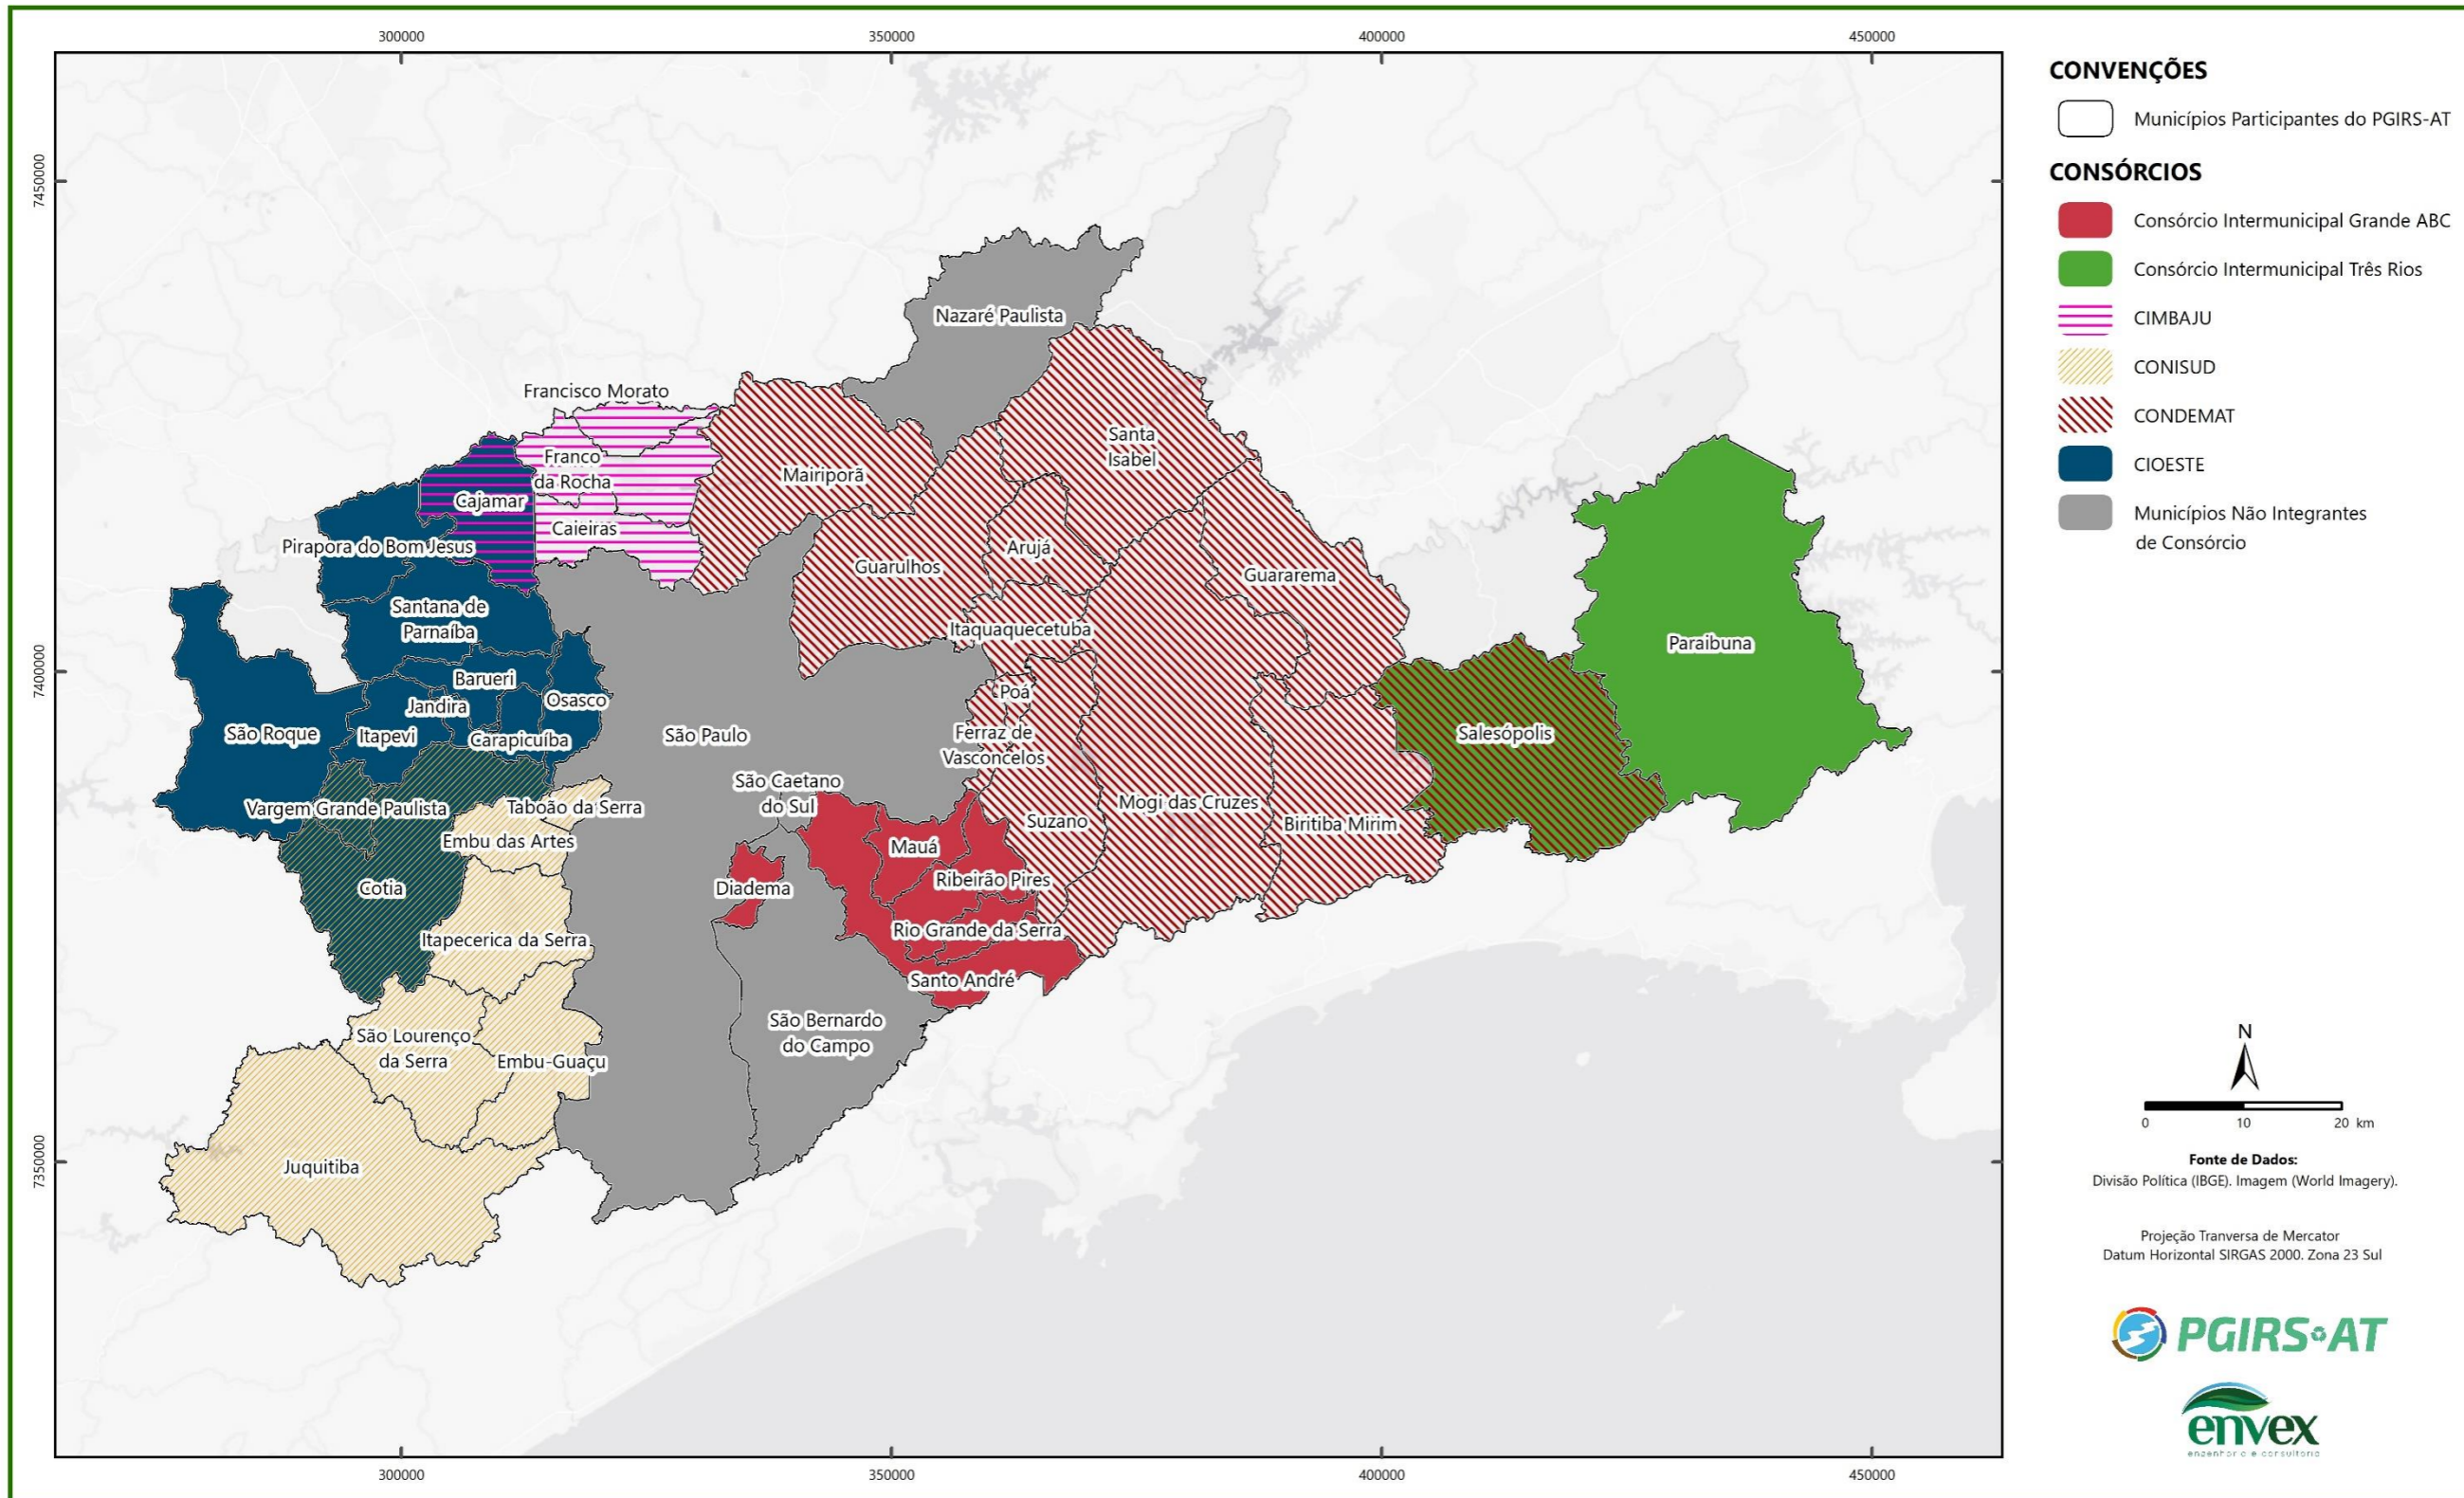 300000
350000
400000
450000
7450000
7400000
7350000
Nazaré Paulista
Francisco Morato
Santa
Isabel
Franco
da Rocha
Mairiporã
Cajamar
Caieiras
Pirapora do Bom Jesus
Arujá
Guarulhos
Guararema
Santana de
Parnaíba
Itaquaquecetuba
Paraibuna
Barueri
Poá
Osasco
Jandira
São Roque
Itapevi
Carapicuíba
São Paulo
Ferraz de
Vasconcelos
Salesópolis
São Caetano
do Sul
Vargem Grande Paulista
Taboão da Serra
Mogi das Cruzes
Suzano
Biritiba Mirim
Embu das Artes
Mauá
Cotia
Diadema
Ribeirão Pires
Rio Grande da Serra
Itapecerica da Serra
Santo André
São Bernardo
do Campo
São Lourenço
da Serra
Embu-Guaçu
Juquitiba
300000
350000
400000
450000
CONVENÇÕES
Municípios Participantes do PGIRS-AT
CONSÓRCIOS
Consórcio Intermunicipal Grande ABC
Consórcio Intermunicipal Três Rios
CIMBAJU
CONISUD
CONDEMAT
CIOESTE
Municípios Não Integrantes
de Consórcio
N
0 10 20 km
Fonte de Dados:
Divisão Política (IBGE). Imagem (World Imagery).
Projeção Tranversa de Mercator
Datum Horizontal SIRGAS 2000. Zona 23 Sul
PGIRS AT
envex
engenharia e consultoria